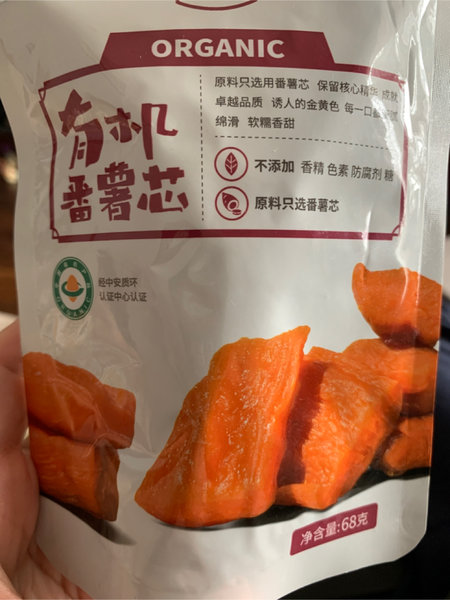 ORGANIC
有机
番薯芯
原料只选用番薯芯 保留核心精华 成就
卓越品质 诱人的金黄色 每一口
绵滑 软糯香甜
不添加 香精 色素 防腐剂 糖
原料只选番薯芯
经中安质环
认证中心认证
净含量:68克